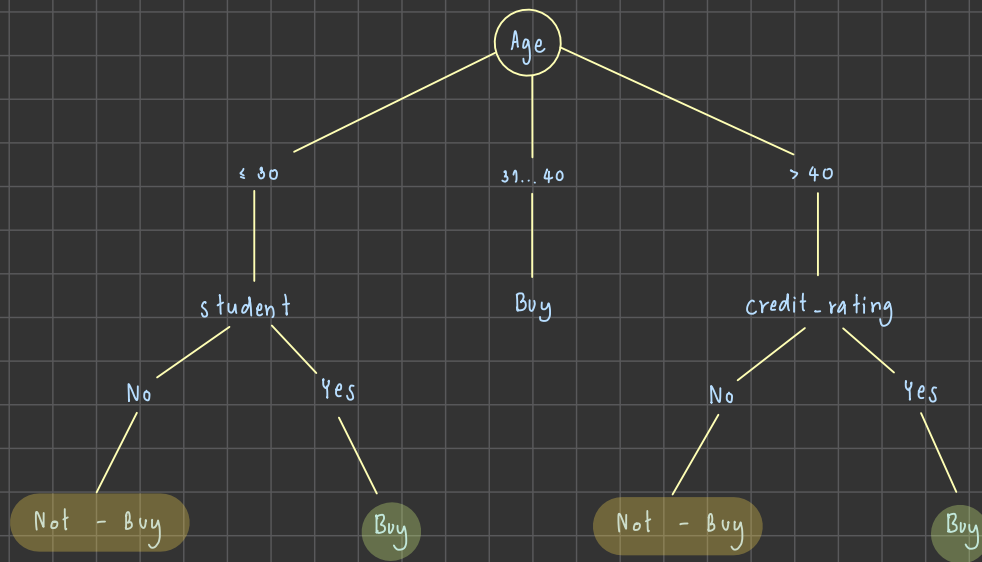 Age
≤ 30
31...40
> 40
student
Buy
credit_rating
No
Yes
No
Yes
Not - Buy
Buy
Not - Buy
Buy